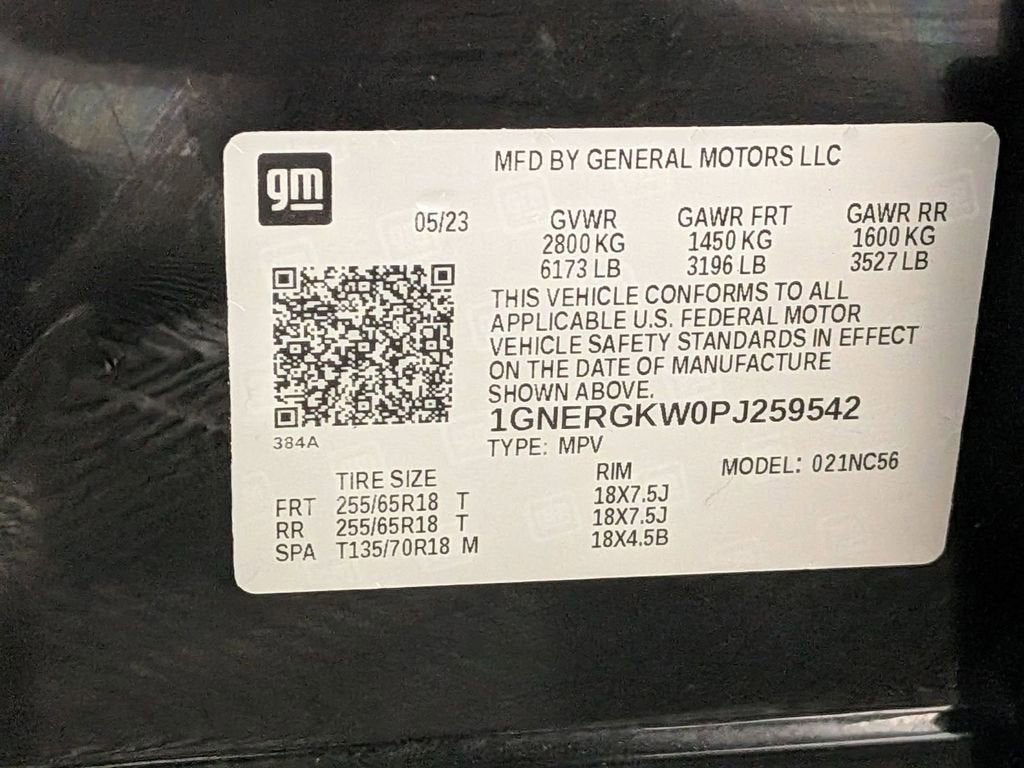 gm
MFD BY GENERAL MOTORS LLC
05/23
GVWR GAWR FRT GAWR RR
2800 KG 1450 KG 1600 KG
6173 LB 3196 LB 3527 LB
THIS VEHICLE CONFORMS TO ALL
APPLICABLE U.S. FEDERAL MOTOR
VEHICLE SAFETY STANDARDS IN EFFECT
ON THE DATE OF MANUFACTURE
SHOWN ABOVE.
1GNERGKW0PJ259542
384A
TYPE: MPV
TIRE SIZE RIM MODEL: 021NC56
FRT 255/65R18 T 18X7.5J
RR 255/65R18 T 18X7.5J
SPA T135/70R18 M 18X4.5B